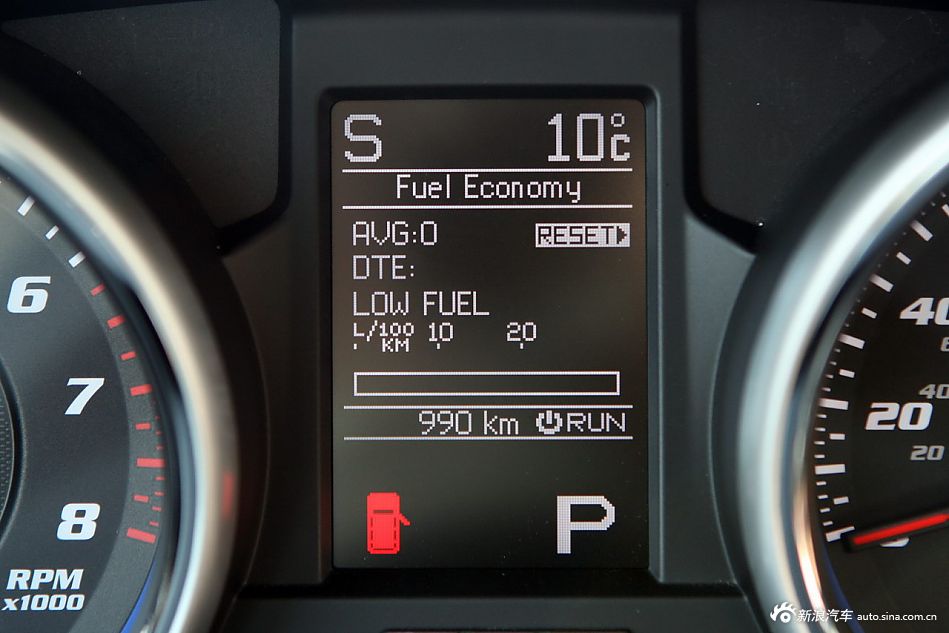 S 10°C
Fuel Economy
AVG:0 RESET
DTE:
LOW FUEL
L/100 KM 10 20
990 km RUN
P
6
7
8
RPM
x1000
40
40
20
20
新浪汽车 auto.sina.com.cn